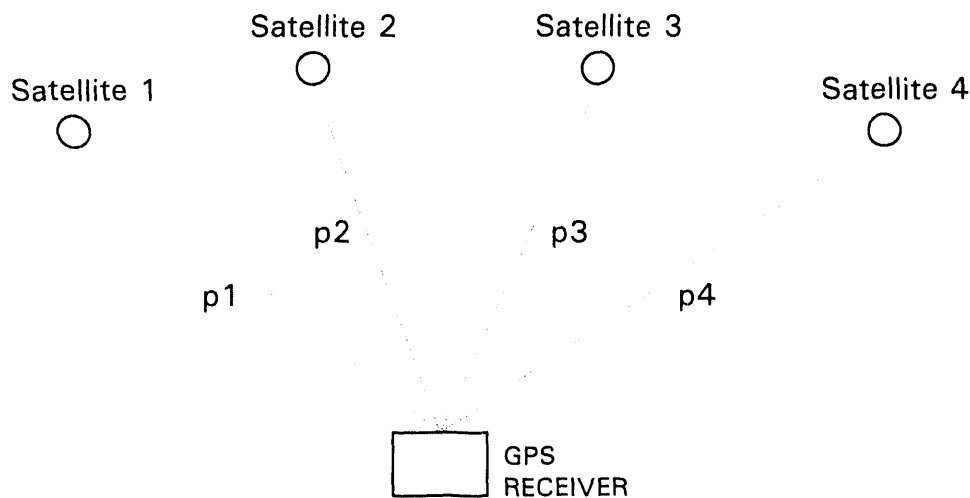 Satellite 2
Satellite 3
Satellite 1
Satellite 4
p2
p3
p1
p4
GPS
RECEIVER